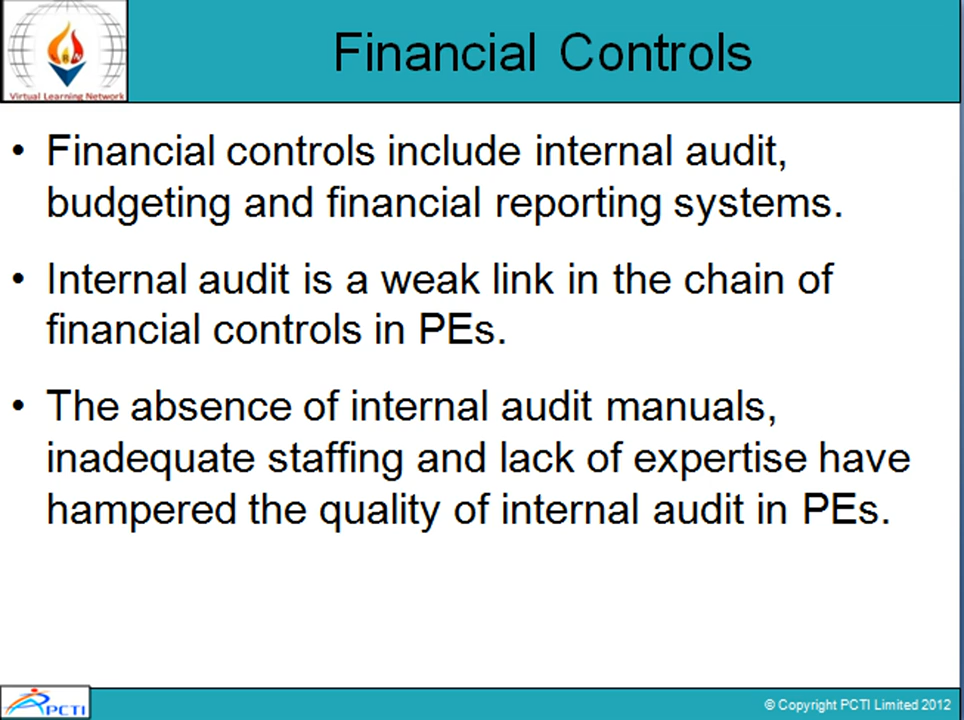 Virtual Learning Network
Financial Controls
• Financial controls include internal audit,
budgeting and financial reporting systems.
• Internal audit is a weak link in the chain of
financial controls in PEs.
• The absence of internal audit manuals,
inadequate staffing and lack of expertise have
hampered the quality of internal audit in PEs.
PCTI
© Copyright PCTI Limited 2012